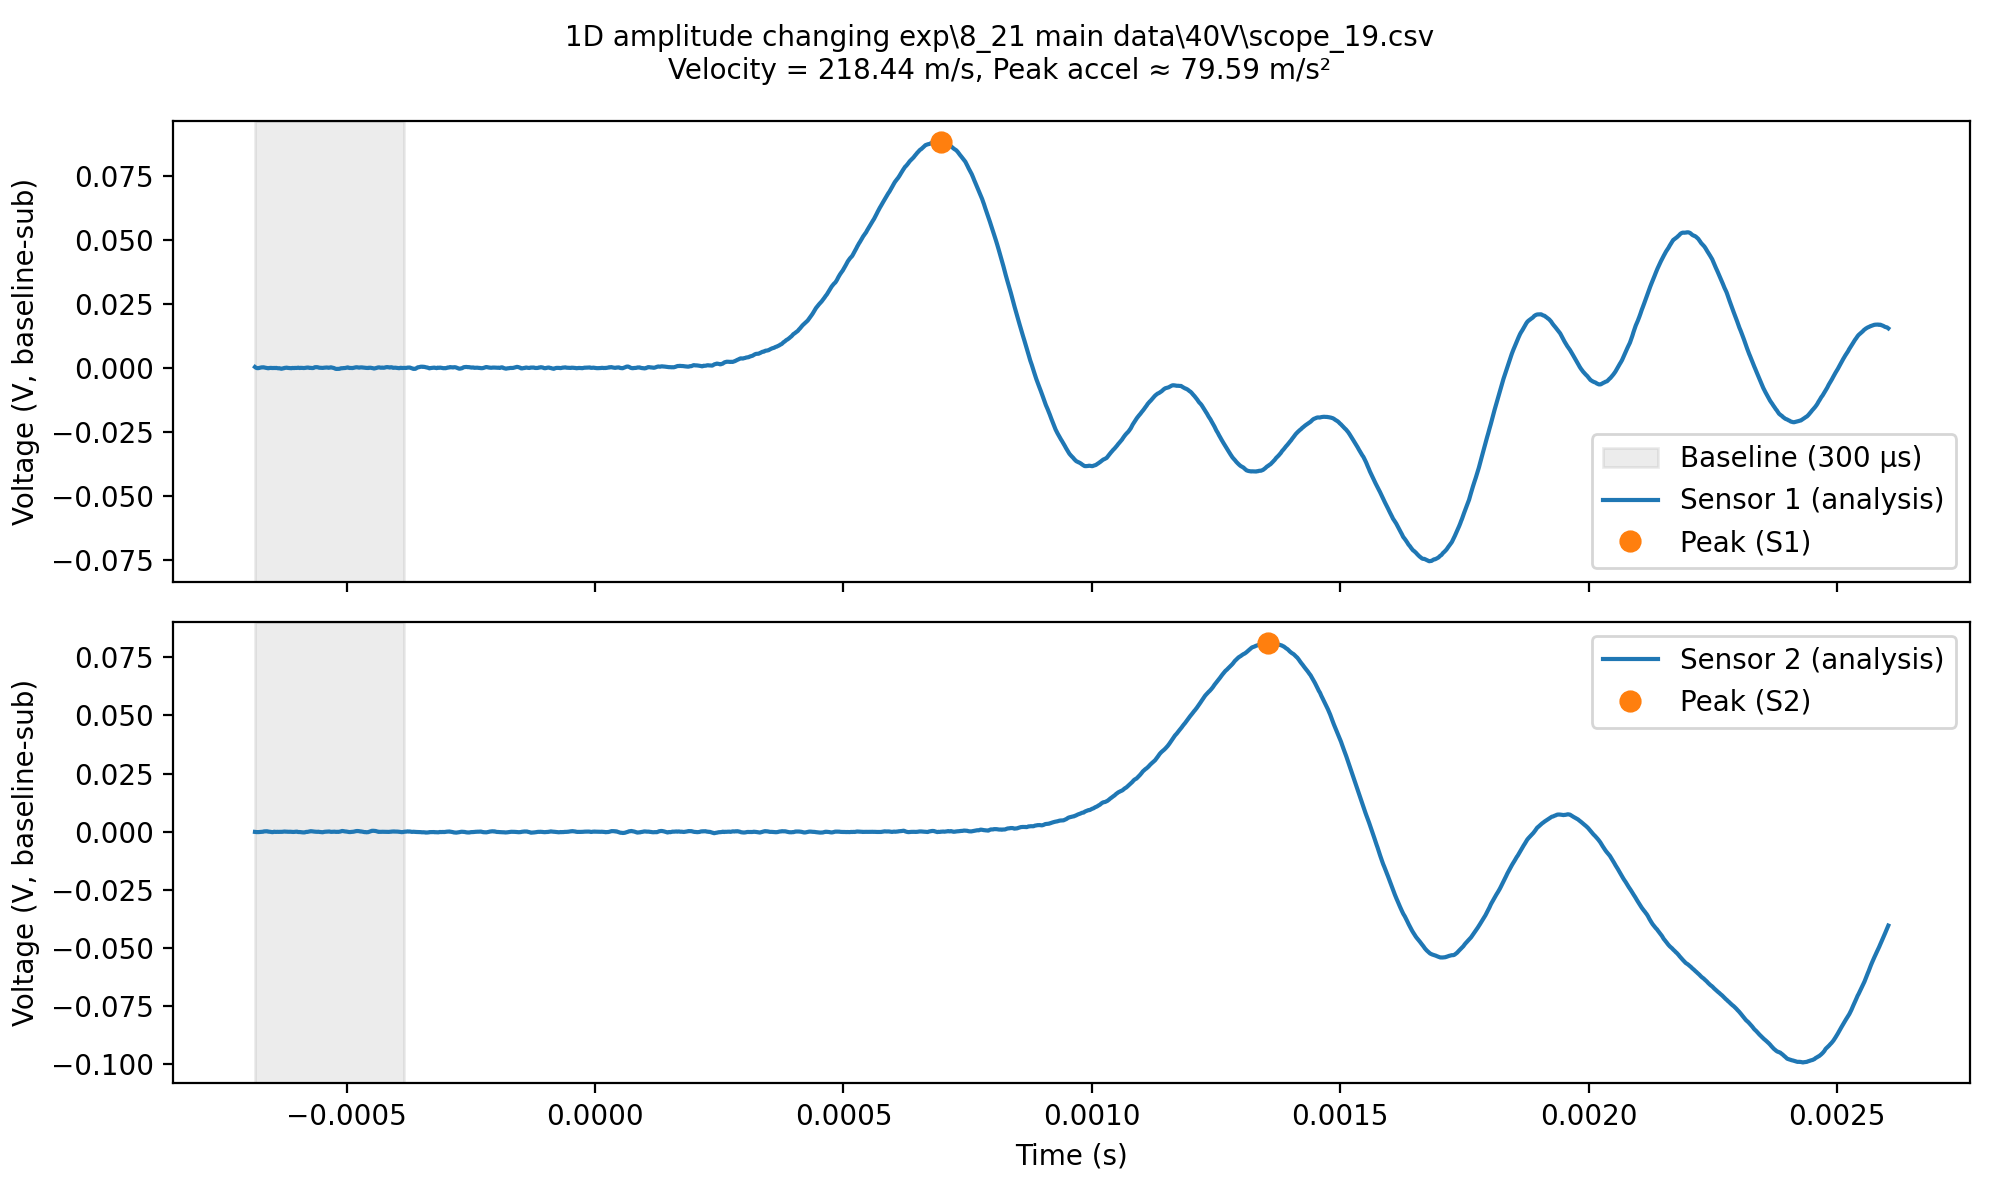 1D amplitude changing exp\8_21 main data\40V\scope_19.csv
Velocity = 218.44 m/s, Peak accel ≈ 79.59 m/s²
Voltage (V, baseline-sub)
0.075
0.050
0.025
0.000
−0.025
−0.050
−0.075
Baseline (300 µs)
Sensor 1 (analysis)
Peak (S1)
Voltage (V, baseline-sub)
0.075
0.050
0.025
0.000
−0.025
−0.050
−0.075
−0.100
Sensor 2 (analysis)
Peak (S2)
−0.0005 0.0000 0.0005 0.0010 0.0015 0.0020 0.0025
Time (s)